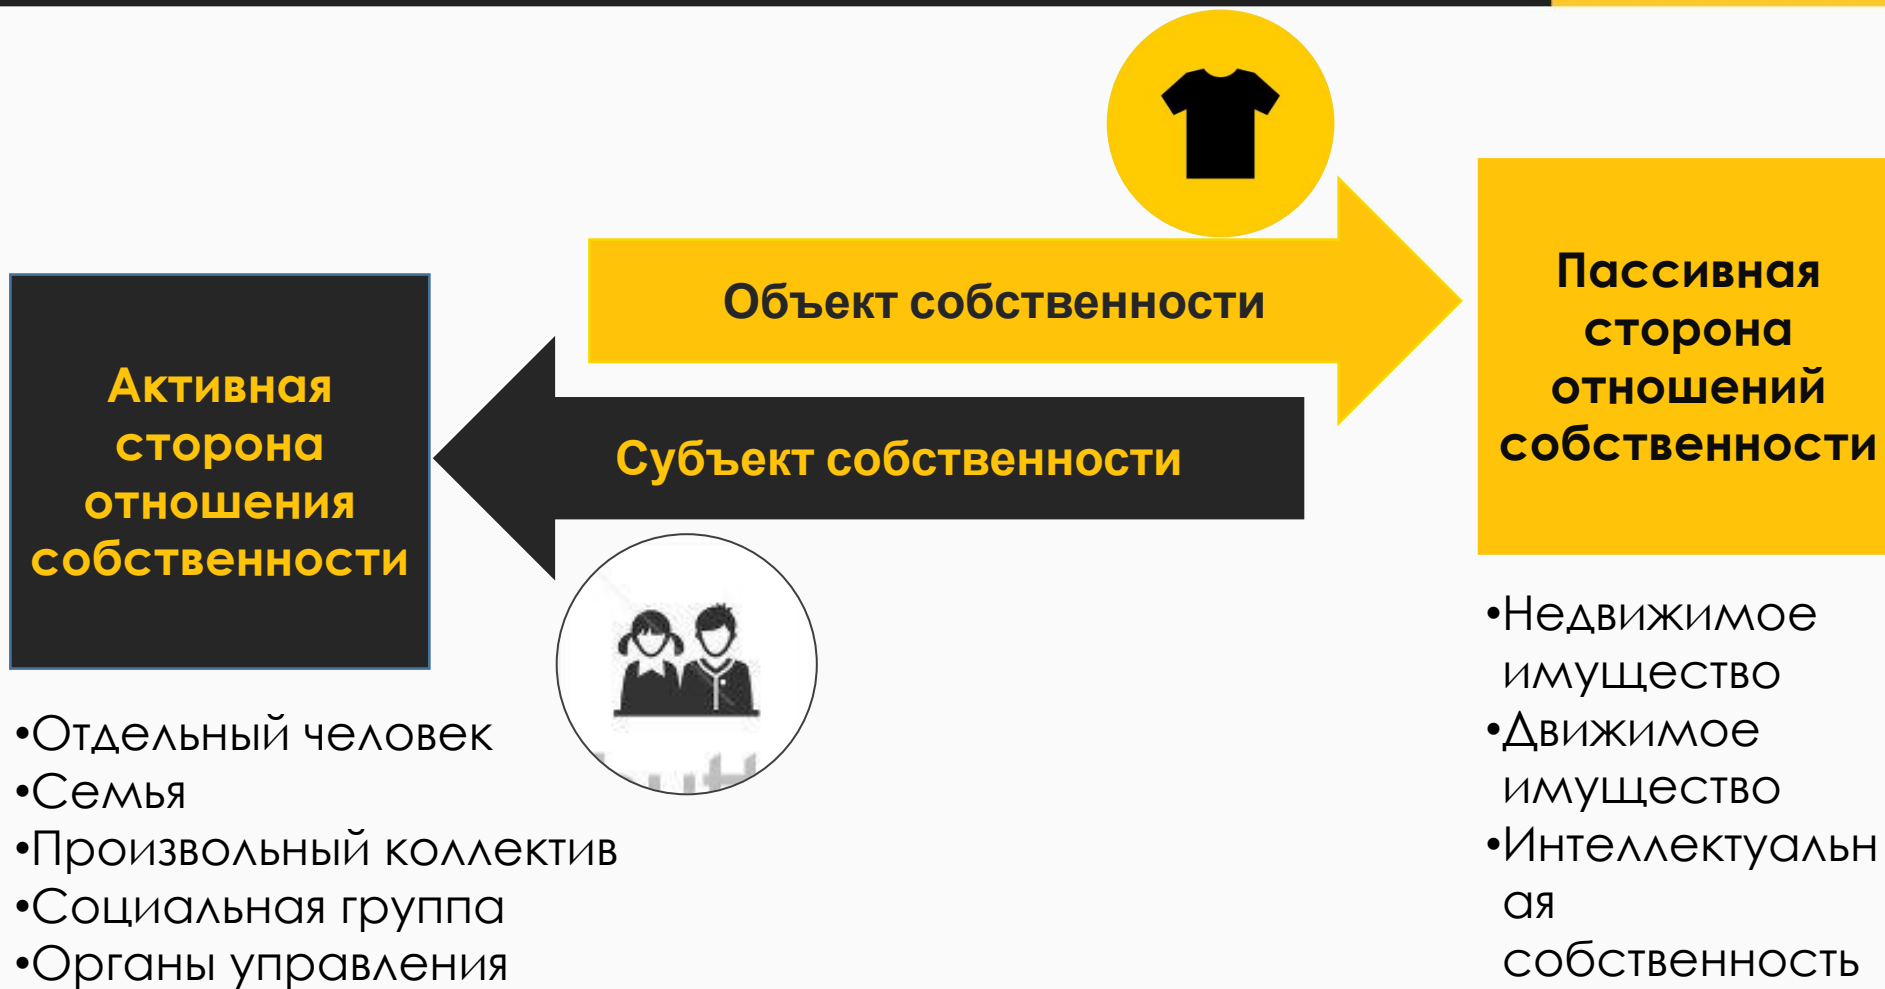 Объект собственности
Субъект собственности
Активная
сторона
отношения
собственности
•Отдельный человек
•Семья
•Произвольный коллектив
•Социальная группа
•Органы управления
Пассивная
сторона
отношений
собственности
•Недвижимое
имущество
•Движимое
имущество
•Интеллектуальн
ая
собственность